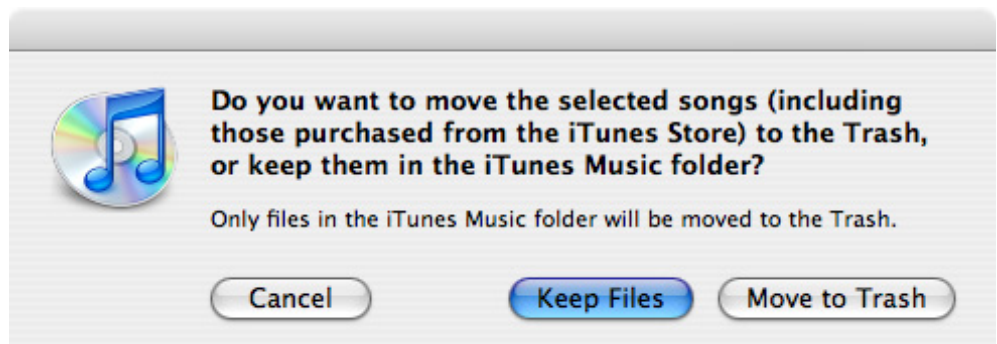 Do you want to move the selected songs (including
those purchased from the iTunes Store) to the Trash,
or keep them in the iTunes Music folder?
Only files in the iTunes Music folder will be moved to the Trash.
Cancel
Keep Files
Move to Trash